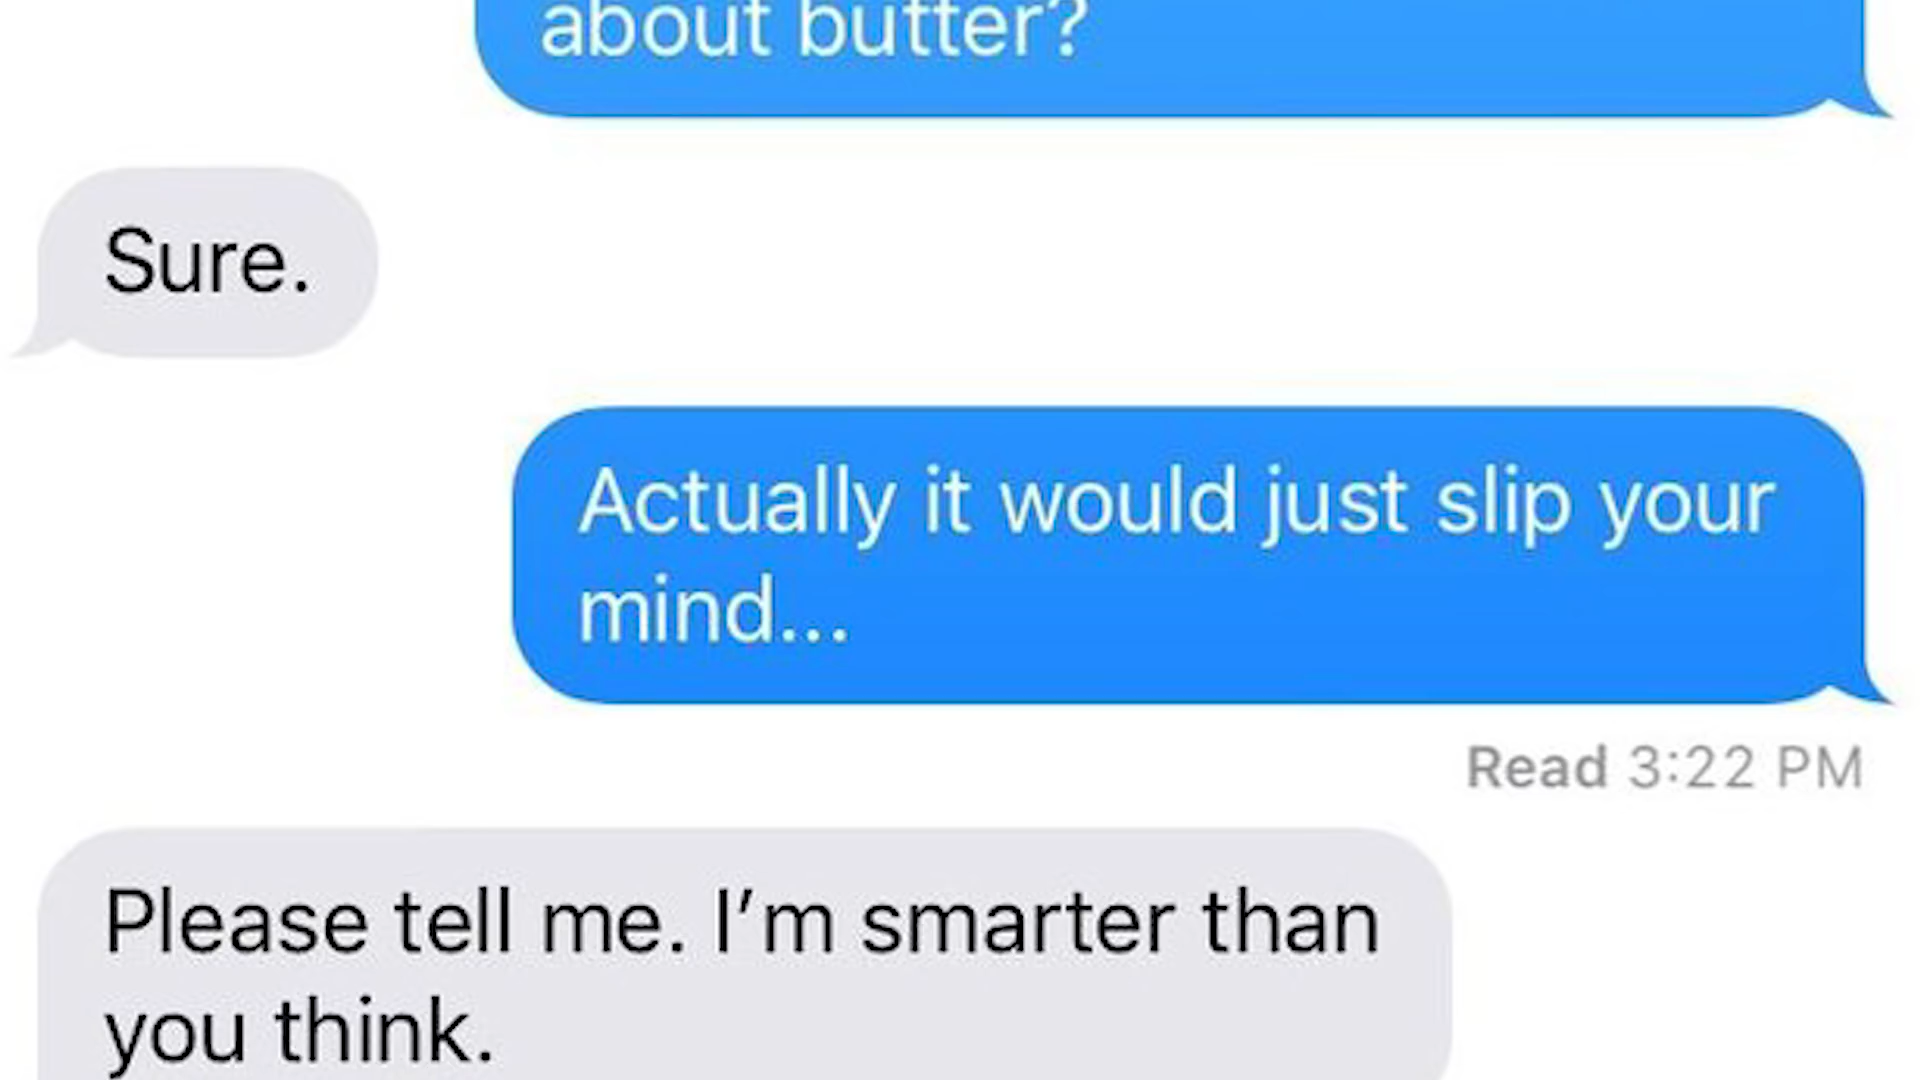 about butter?
Sure.
Actually it would just slip your
mind...
Read 3:22 PM
Please tell me. I’m smarter than
you think.